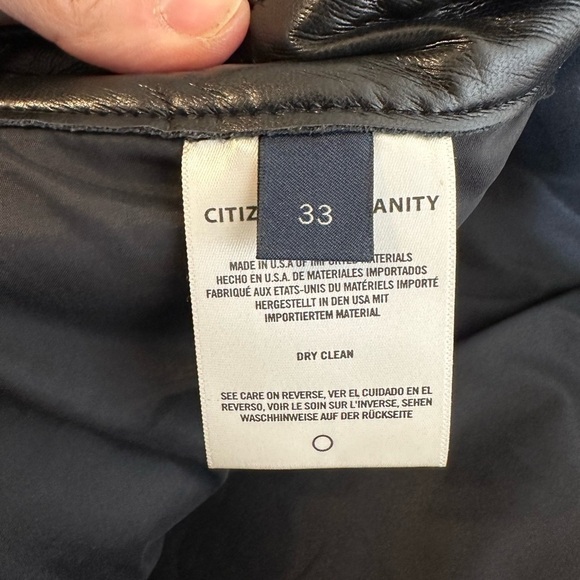 33
CITIZ ANITY
MADE IN U.S.A OF IMPORTED MATERIALS
HECHO EN U.S.A. DE MATERIALES IMPORTADOS
FABRIQUÉ AUX ETATS-UNIS DU MATÉRIELS IMPORTÉ
HERGESTELLT IN DEN USA MIT
IMPORTIERTEM MATERIAL
DRY CLEAN
SEE CARE ON REVERSE, VER EL CUIDADO EN EL
REVERSO, VOIR LE SOIN SUR L'INVERSE, SEHEN
WASCHHINWEISE AUF DER RÜCKSEITE